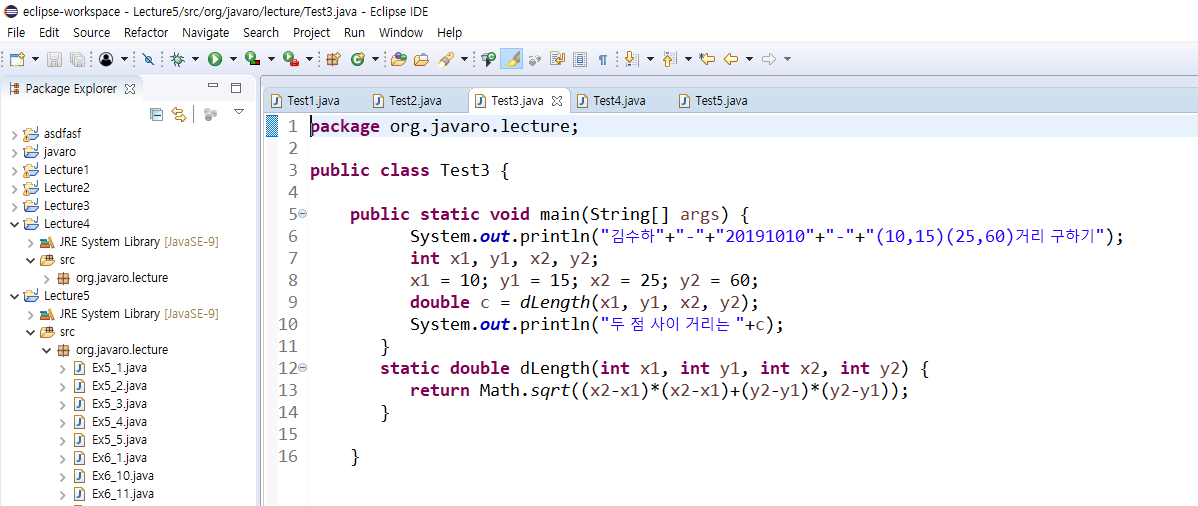 eclipse-workspace - Lecture5/src/org/javaro/lecture/Test3.java - Eclipse IDE
File Edit Source Refactor Navigate Search Project Run Window Help
Package Explorer
asdfasf
javaro
Lecture1
Lecture2
Lecture3
Lecture4
JRE System Library [JavaSE-9]
src
org.javaro.lecture
Lecture5
JRE System Library [JavaSE-9]
src
org.javaro.lecture
Ex5_1.java
Ex5_2.java
Ex5_3.java
Ex5_4.java
Ex5_5.java
Ex6_1.java
Ex6_10.java
Ex6_11.java
Test1.java Test2.java Test3.java Test4.java Test5.java
1 package org.javaro.lecture;
2
3 public class Test3 {
4
5 public static void main(String[] args) {
6 System.out.println("김수하"+"-"+"20191010"+"-"+"(10,15)(25,60)거리 구하기");
7 int x1, y1, x2, y2;
8 x1 = 10; y1 = 15; x2 = 25; y2 = 60;
9 double c = dLength(x1, y1, x2, y2);
10 System.out.println("두 점 사이 거리는 "+c);
11 }
12 static double dLength(int x1, int y1, int x2, int y2) {
13 return Math.sqrt((x2-x1)*(x2-x1)+(y2-y1)*(y2-y1));
14 }
15
16 }